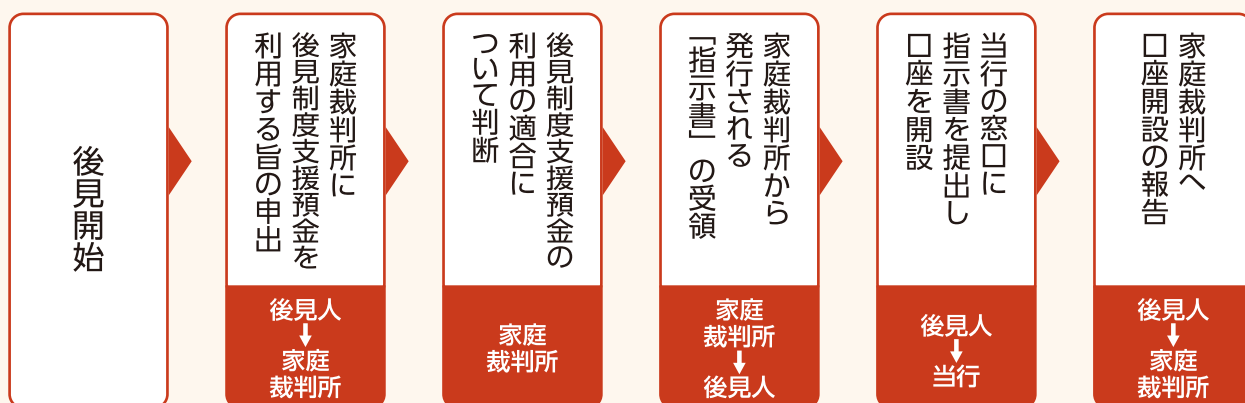 後見開始
家庭裁判所に
後見制度支援預金を
利用する旨の申出
後見人
↓
家庭
裁判所
後見制度支援預金の
利用の適合に
ついて判断
家庭
裁判所
家庭裁判所から
発行される
「指示書」の受領
家庭
裁判所
↓
後見人
当行の窓口に
指示書を提出し
口座を開設
後見人
↓
当行
家庭裁判所へ
口座開設の報告
後見人
↓
家庭
裁判所